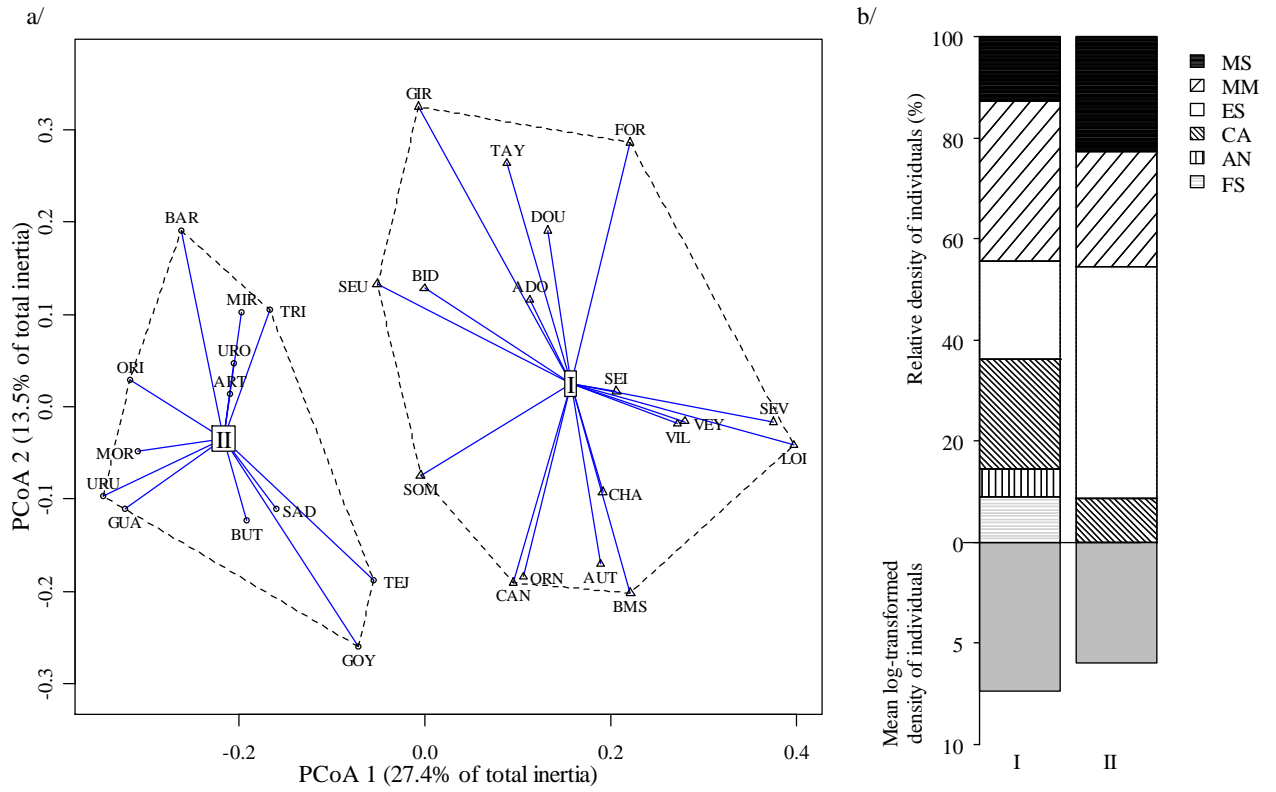 a/
PCoA 2 (13.5% of total inertia)
0.3
0.2
0.1
0.0
-0.1
-0.2
-0.3
GIR
FOR
TAY
DOU
BAR
SEU
BID
ADO
MIR
TRI
URO
ORI
ART
I
SEI
SEV
VEY
VIL
LOI
II
MOR
URU
SOM
CHA
GUA
SAD
BUT
TEJ
CAN
ORN
AUT
BMS
GOY
-0.2
0.0
0.2
0.4
PCoA 1 (27.4% of total inertia)
b/
Relative density of individuals (%)
100
80
60
40
20
0
Mean log-transformed
density of individuals
5
10
I
II
MS
MM
ES
CA
AN
FS